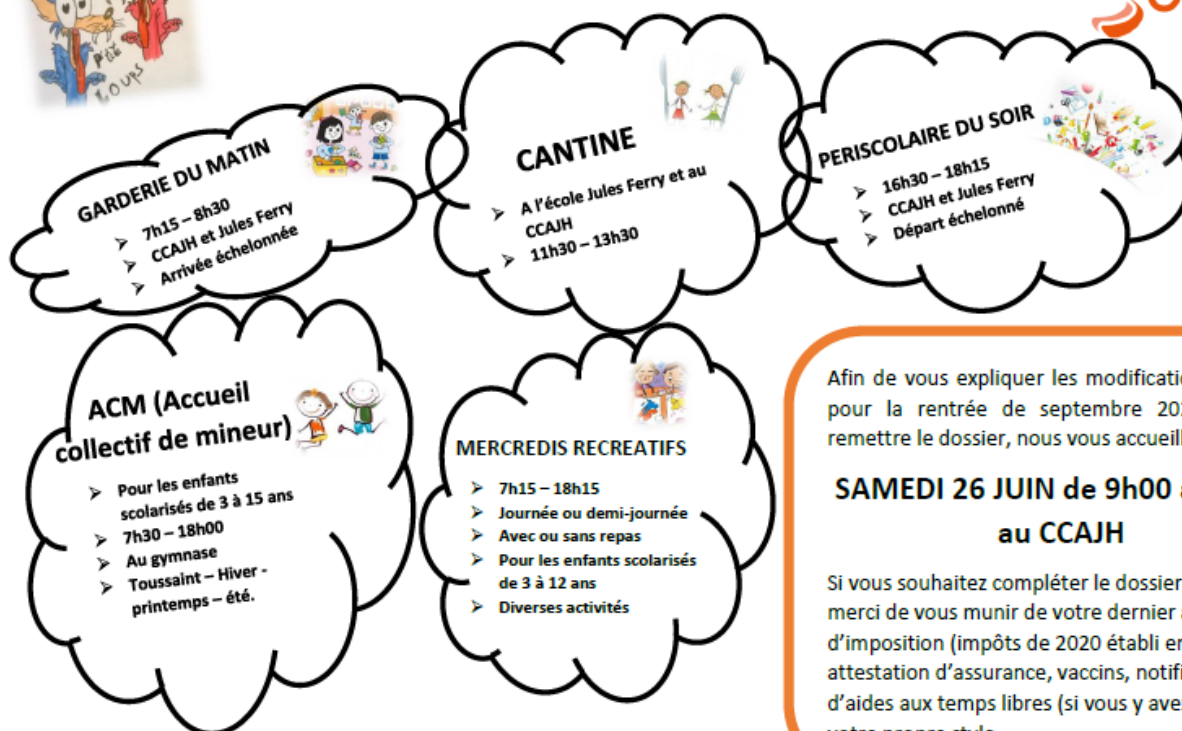 p'tit
Loups
GARDERIE DU MATIN
➢ 7h15 – 8h30
➢ CCAJH et Jules Ferry
➢ Arrivée échelonnée
CANTINE
➢ A l'école Jules Ferry et au
CCAJH
➢ 11h30 – 13h30
PERISCOLAIRE DU SOIR
➢ 16h30 – 18h15
➢ CCAJH et Jules Ferry
➢ Départ échelonné
ACM (Accueil
collectif de mineur)
➢ Pour les enfants
scolarisés de 3 à 15 ans
➢ 7h30 – 18h00
➢ Au gymnase
➢ Toussaint – Hiver -
printemps – été.
MERCREDIS RECREATIFS
➢ 7h15 – 18h15
➢ Journée ou demi-journée
➢ Avec ou sans repas
➢ Pour les enfants scolarisés
de 3 à 12 ans
➢ Diverses activités
Afin de vous expliquer les
pour la rentrée de septembre
remettre le dossier, nous vous
SAMEDI 26 JUIN de 9h00
au CCAJH
Si vous souhaitez compléter le dossier
merci de vous munir de votre dernier
d'imposition (impôts de 2020 établi
attestation d'assurance, vaccins,
d'aides aux temps libres (si vous y
votre propre stylo